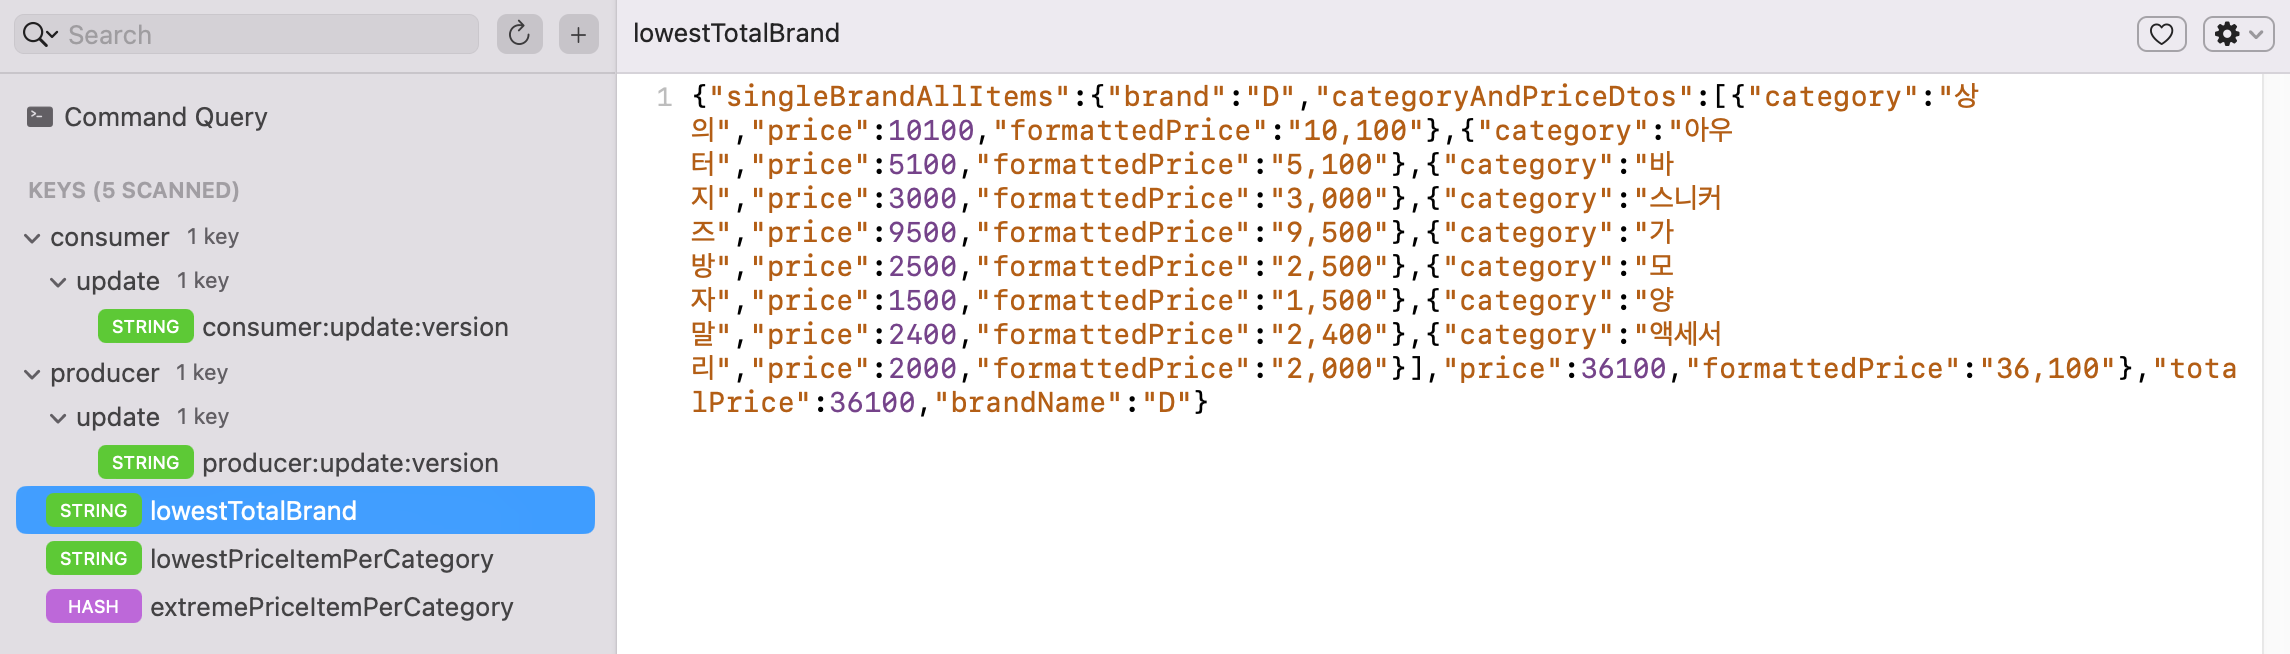 Search
Command Query
KEYS (5 SCANNED)
consumer 1 key
update 1 key
STRING consumer:update:version
producer 1 key
update 1 key
STRING producer:update:version
STRING lowestTotalBrand
STRING lowestPriceItemPerCategory
HASH extremePriceItemPerCategory
lowestTotalBrand
1 {"singleBrandAllItems":{"brand":"D","categoryAndPriceDtos":[{"category":"상
의","price":10100,"formattedPrice":"10,100"},{"category":"아우
터","price":5100,"formattedPrice":"5,100"},{"category":"바
지","price":3000,"formattedPrice":"3,000"},{"category":"스니커
즈","price":9500,"formattedPrice":"9,500"},{"category":"가
방","price":2500,"formattedPrice":"2,500"},{"category":"모
자","price":1500,"formattedPrice":"1,500"},{"category":"양
말","price":2400,"formattedPrice":"2,400"},{"category":"액세서
리","price":2000,"formattedPrice":"2,000"}],"price":36100,"formattedPrice":"36,100"},"tota
lPrice":36100,"brandName":"D"}